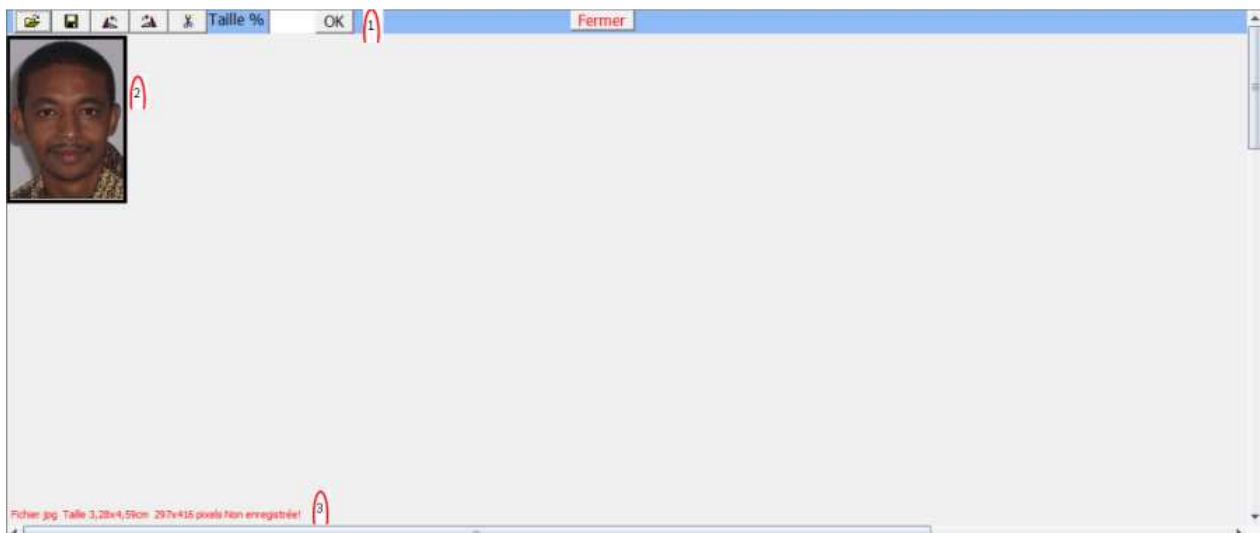 Taille % OK 1 Fermer
2
Fichier jpg Taille 3,28x4,59cm 297x416 pixels Non enregistrée! 3